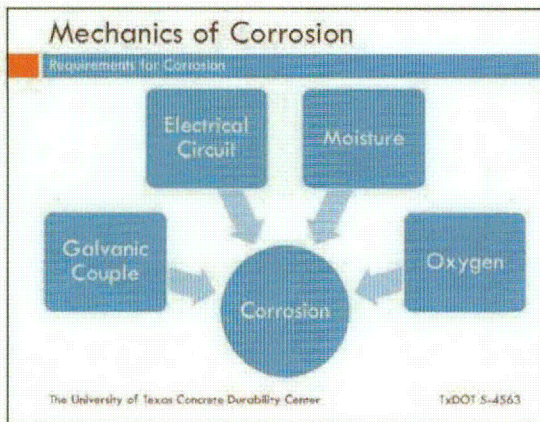 Mechanics of Corrosion
Requirements for Corrosion
Electrical
Circuit
Moisture
Galvanic
Couple
Oxygen
Corrosion
The University of Texas Concrete Durability Center
TxDOT 5-4563